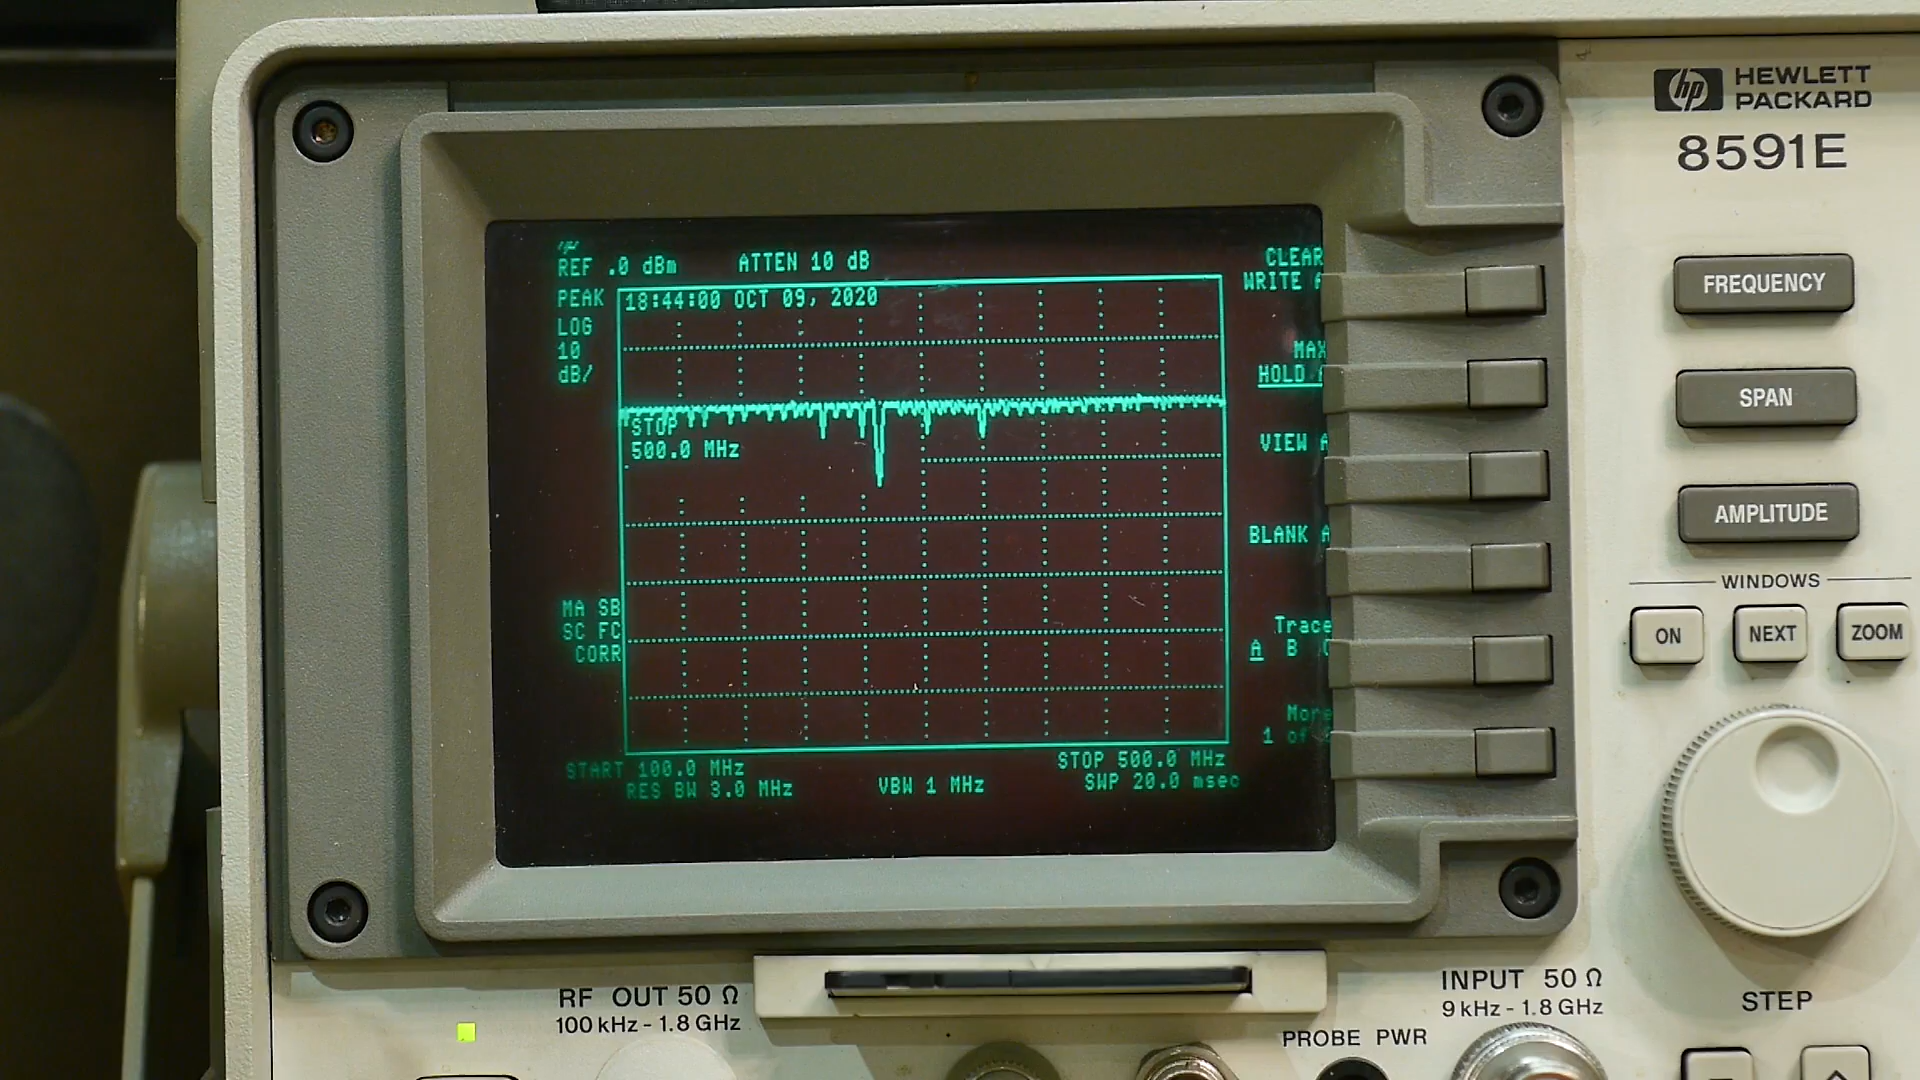 hp HEWLETT
PACKARD
8591E
REF .0 dBm ATTEN 10 dB
PEAK
LOG
10
dB/
18:44:00 OCT 09, 2020
STOP
500.0 MHz
MA SB
SC FC
CORR
START 100.0 MHz
RES BW 3.0 MHz
VBW 1 MHz
STOP 500.0 MHz
SWP 20.0 msec
CLEAR
WRITE
MAX
HOLD
VIEW
BLANK
Trace
A B
More
1 of
FREQUENCY
SPAN
AMPLITUDE
WINDOWS
ON NEXT ZOOM
RF OUT 50 Ω
100 kHz - 1.8 GHz
INPUT 50 Ω
9 kHz - 1.8 GHz
PROBE PWR
STEP